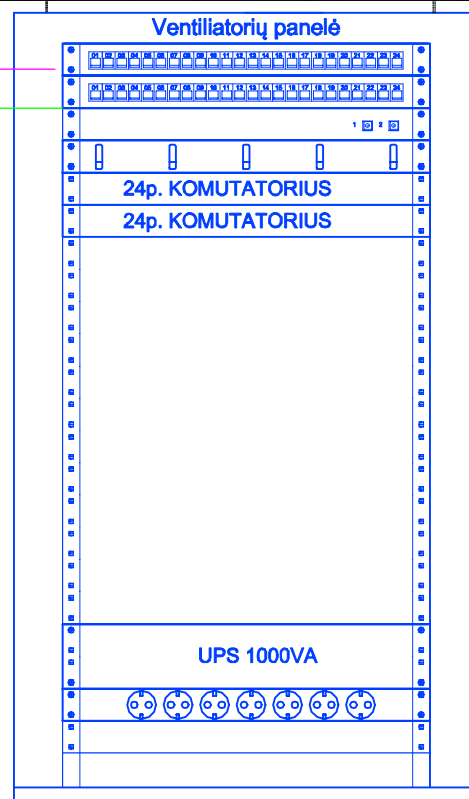 Ventiliatorių panelė
01 02 03 04 05 06 07 08 09 10 11 12 13 14 15 16 17 18 19 20 21 22 23 24
01 02 03 04 05 06 07 08 09 10 11 12 13 14 15 16 17 18 19 20 21 22 23 24
1 2
24p. KOMUTATORIUS
24p. KOMUTATORIUS
UPS 1000VA